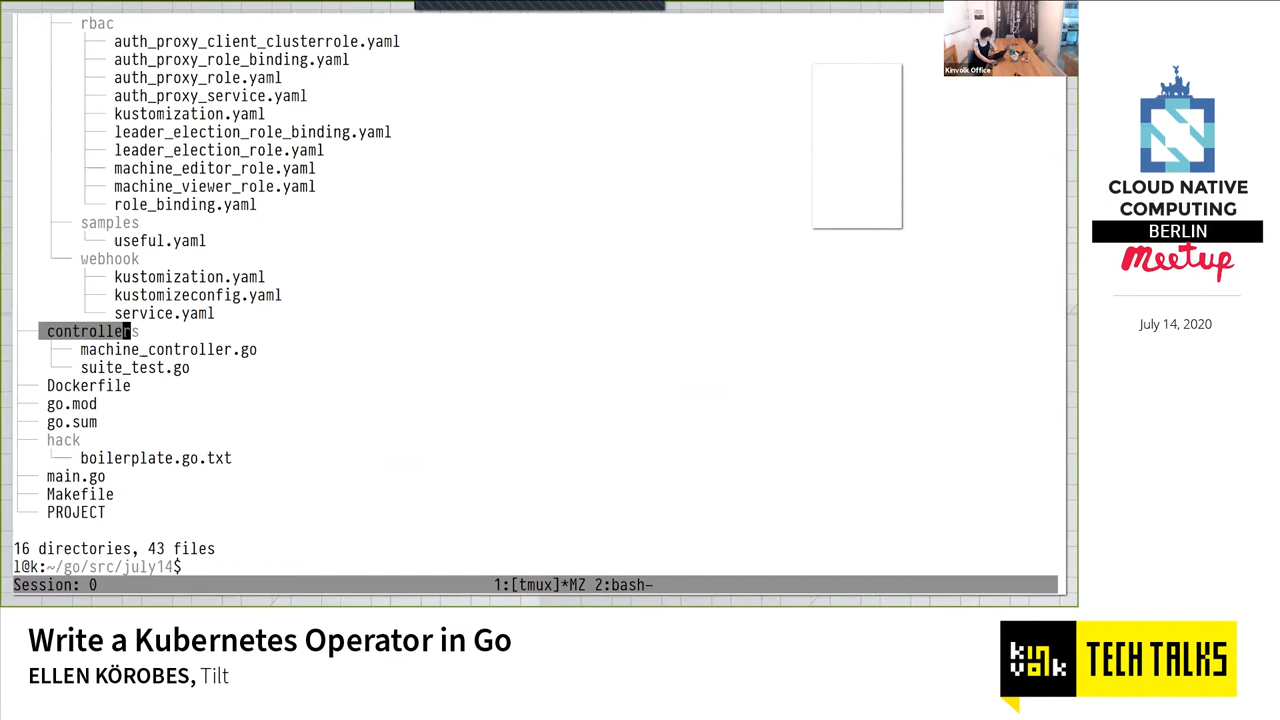 rbac
auth_proxy_client_clusterrole.yaml
auth_proxy_role_binding.yaml
auth_proxy_role.yaml
auth_proxy_service.yaml
kustomization.yaml
leader_election_role_binding.yaml
leader_election_role.yaml
machine_editor_role.yaml
machine_viewer_role.yaml
role_binding.yaml
samples
useful.yaml
webhook
kustomization.yaml
kustomizeconfig.yaml
service.yaml
controllers
machine_controller.go
suite_test.go
Dockerfile
go.mod
go.sum
hack
boilerplate.go.txt
main.go
Makefile
PROJECT
16 directories, 43 files
l@k:~/go/src/july14$
Session: 0 1:[tmux]*MZ 2:bash-
Kinvolk Office
CLOUD NATIVE
COMPUTING
BERLIN
Meetup
July 14, 2020
Write a Kubernetes Operator in Go
ELLEN KÖROBES, Tilt
kinvolk TECH TALKS